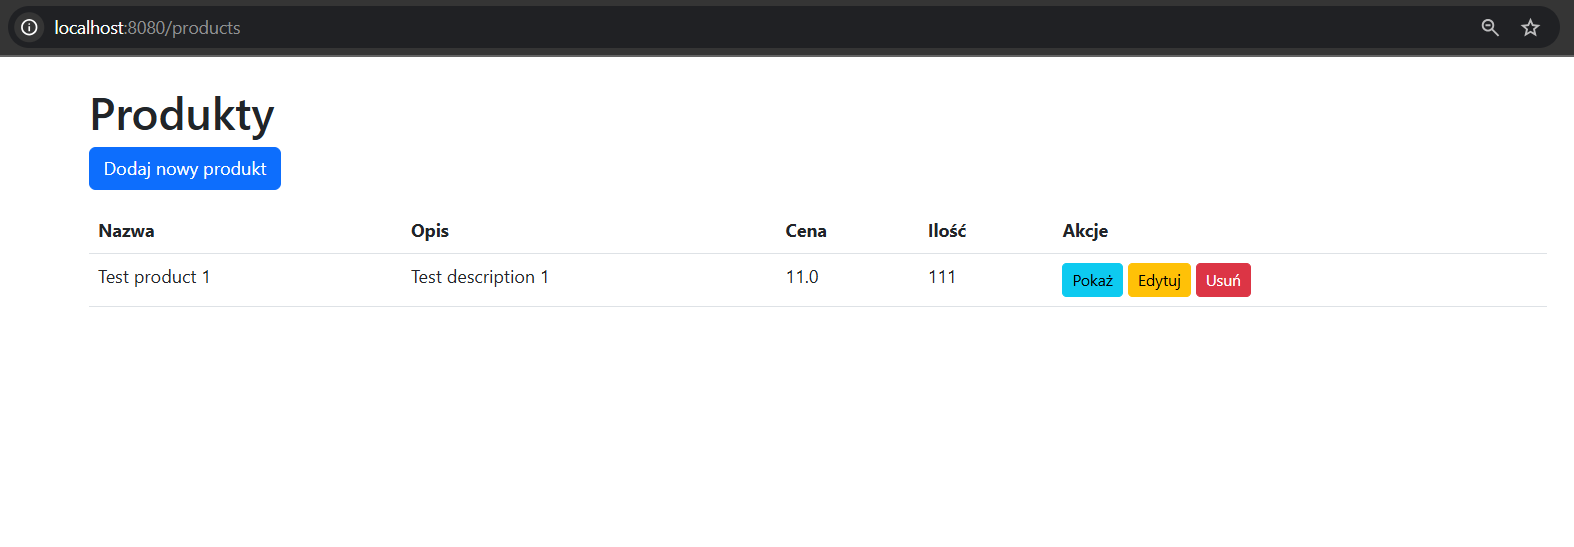 localhost:8080/products
Produkty
Dodaj nowy produkt
Nazwa Opis Cena Ilość Akcje
Test product 1 Test description 1 11.0 111 Pokaż Edytuj Usuń